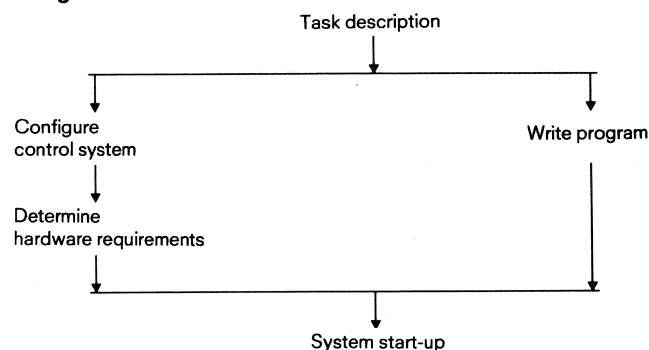 Task description
Configure
control system
Write program
Determine
hardware requirements
System start-up